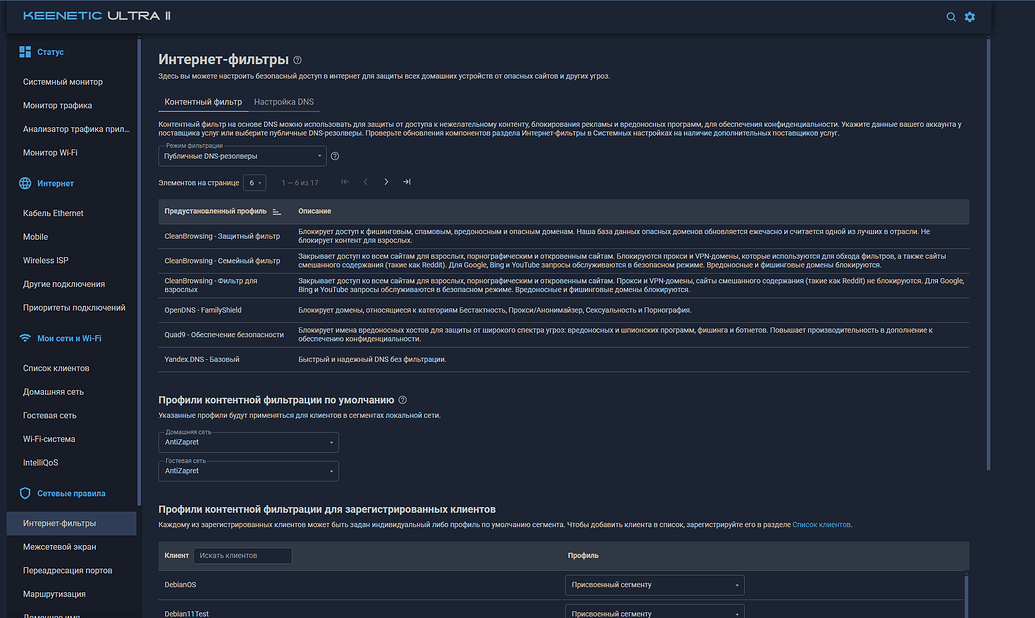 KEENETIC ULTRA II
Статус
Системный монитор
Монитор трафика
Анализатор трафика прил...
Монитор Wi-Fi
Интернет
Кабель Ethernet
Mobile
Wireless ISP
Другие подключения
Приоритеты подключений
Мои сети и Wi-Fi
Список клиентов
Домашняя сеть
Гостевая сеть
Wi-Fi-система
IntelliQoS
Сетевые правила
Интернет-фильтры
Межсетевой экран
Переадресация портов
Маршрутизация
Доменное имя
Интернет-фильтры
Здесь вы можете настроить безопасный доступ в интернет для защиты всех домашних устройств от опасных сайтов и других угроз.
Контентный фильтр Настройка DNS
Контентный фильтр на основе DNS можно использовать для защиты от доступа к нежелательному контенту, блокирования рекламы и вредоносных программ, для обеспечения конфиденциальности. Укажите данные вашего аккаунта у
поставщика услуг или выберите публичные DNS-резолверы. Проверьте обновления компонентов раздела Интернет-фильтры в Системных настройках на наличие дополнительных поставщиков услуг.
Режим фильтрации
Публичные DNS-резолверы
Элементов на странице 6 1 — 6 из 17
Предустановленный профиль Описание
CleanBrowsing - Защитный фильтр
Блокирует доступ к фишинговым, спамовым, вредоносным и опасным доменам. Наша база данных опасных доменов обновляется ежечасно и считается одной из лучших в отрасли. Не
блокирует контент для взрослых.
CleanBrowsing - Семейный фильтр
Закрывает доступ ко всем сайтам для взрослых, порнографическим и откровенным сайтам. Блокируются прокси и VPN-домены, которые используются для обхода фильтров, а также сайты
смешанного содержания (такие как Reddit). Для Google, Bing и YouTube запросы обслуживаются в безопасном режиме. Вредоносные и фишинговые домены блокируются.
CleanBrowsing - Фильтр для
взрослых
Закрывает доступ ко всем сайтам для взрослых, порнографическим и откровенным сайтам. Прокси и VPN-домены, сайты смешанного содержания (такие как Reddit) не блокируются. Для Google,
Bing и YouTube запросы обслуживаются в безопасном режиме. Вредоносные и фишинговые домены блокируются.
OpenDNS - FamilyShield
Блокирует домены, относящиеся к категориям Бестактность, Прокси/Анонимайзер, Сексуальность и Порнография.
Quad9 - Обеспечение безопасности
Блокирует имена вредоносных хостов для защиты от широкого спектра угроз: вредоносных и шпионских программ, фишинга и ботнетов. Повышает производительность в дополнение к
обеспечению конфиденциальности.
Yandex.DNS - Базовый
Быстрый и надежный DNS без фильтрации.
Профили контентной фильтрации по умолчанию
Указанные профили будут применяться для клиентов в сегментах локальной сети.
Домашняя сеть
AntiZapret
Гостевая сеть
AntiZapret
Профили контентной фильтрации для зарегистрированных клиентов
Каждому из зарегистрированных клиентов может быть задан индивидуальный либо профиль по умолчанию сегмента. Чтобы добавить клиента в список, зарегистрируйте его в разделе Список клиентов.
Клиент Искать клиентов Профиль
DebianOS Присвоенный сегменту
Debian11Test Присвоенный сегменту